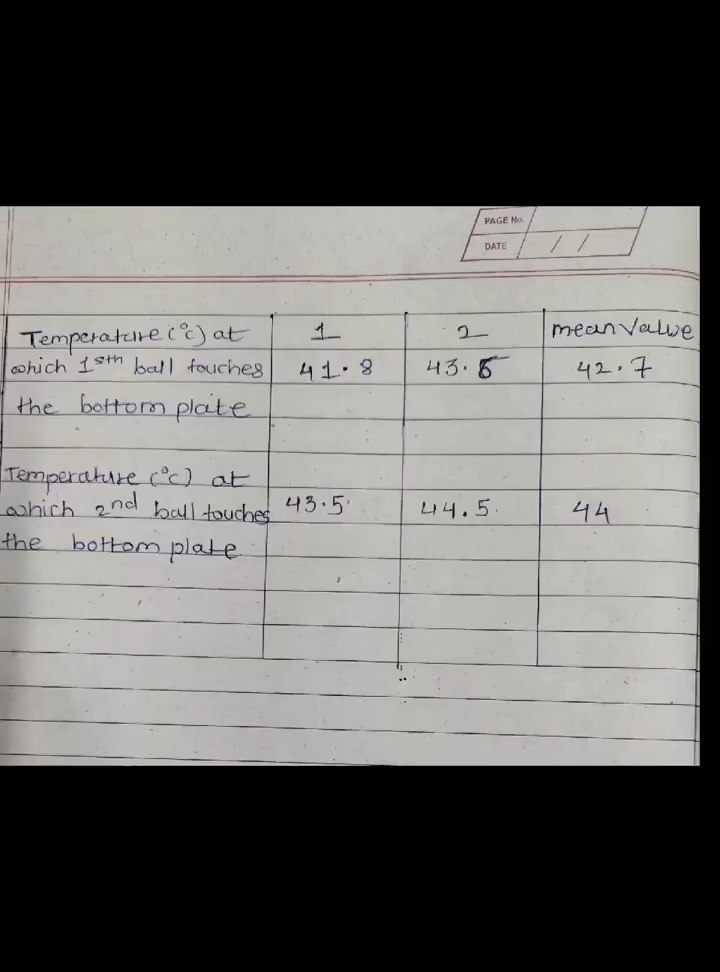 PAGE No.
DATE / /
Temperature (°c) at 1 2 mean value
which 1sth ball touches 41.8 43.5 42.7
the bottom plate
Temperature (°c) at
which 2nd ball touches 43.5 44.5 44
the bottom plate